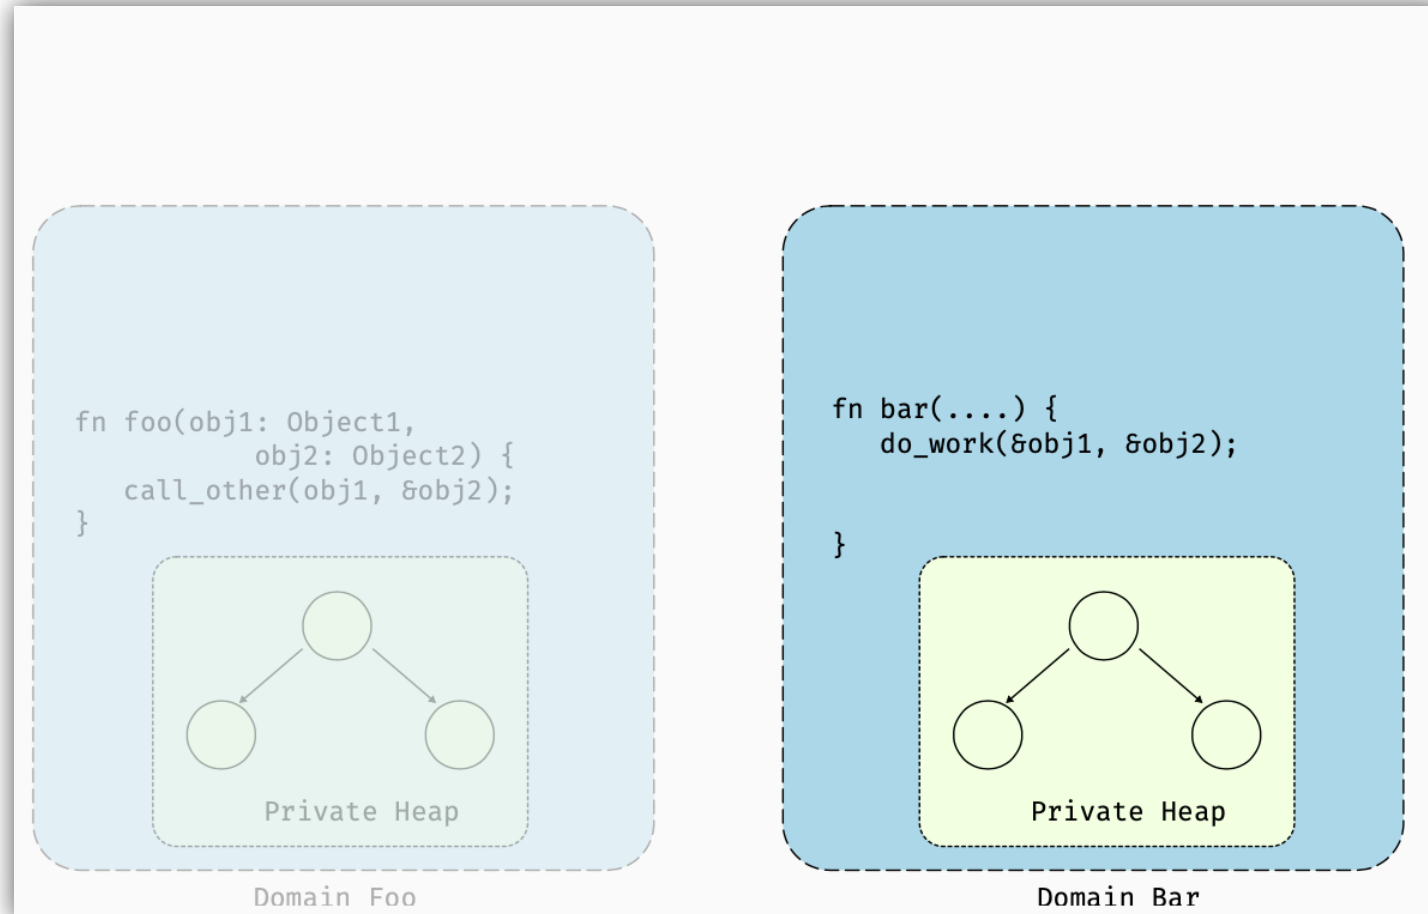 fn foo(obj1: Object1,
obj2: Object2) {
call_other(obj1, &obj2);
}
Private Heap
Domain Foo
fn bar(....) {
do_work(&obj1, &obj2);
}
Private Heap
Domain Bar